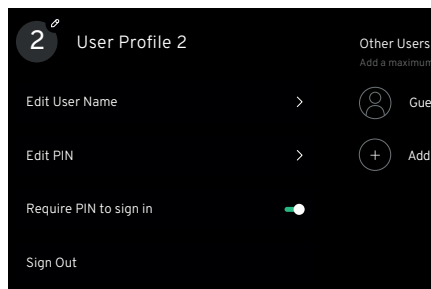 2
User Profile 2
Edit User Name
Edit PIN
Require PIN to sign in
Sign Out
Other Users
Add a maximum
Add